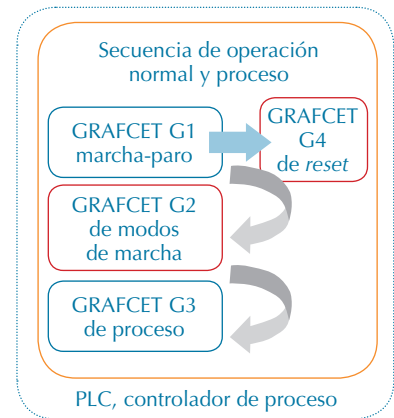 Secuencia de operación
normal y proceso
GRAFCET G1
marcha-paro
GRAFCET
G4
de reset
GRAFCET G2
de modos
de marcha
GRAFCET G3
de proceso
PLC, controlador de proceso